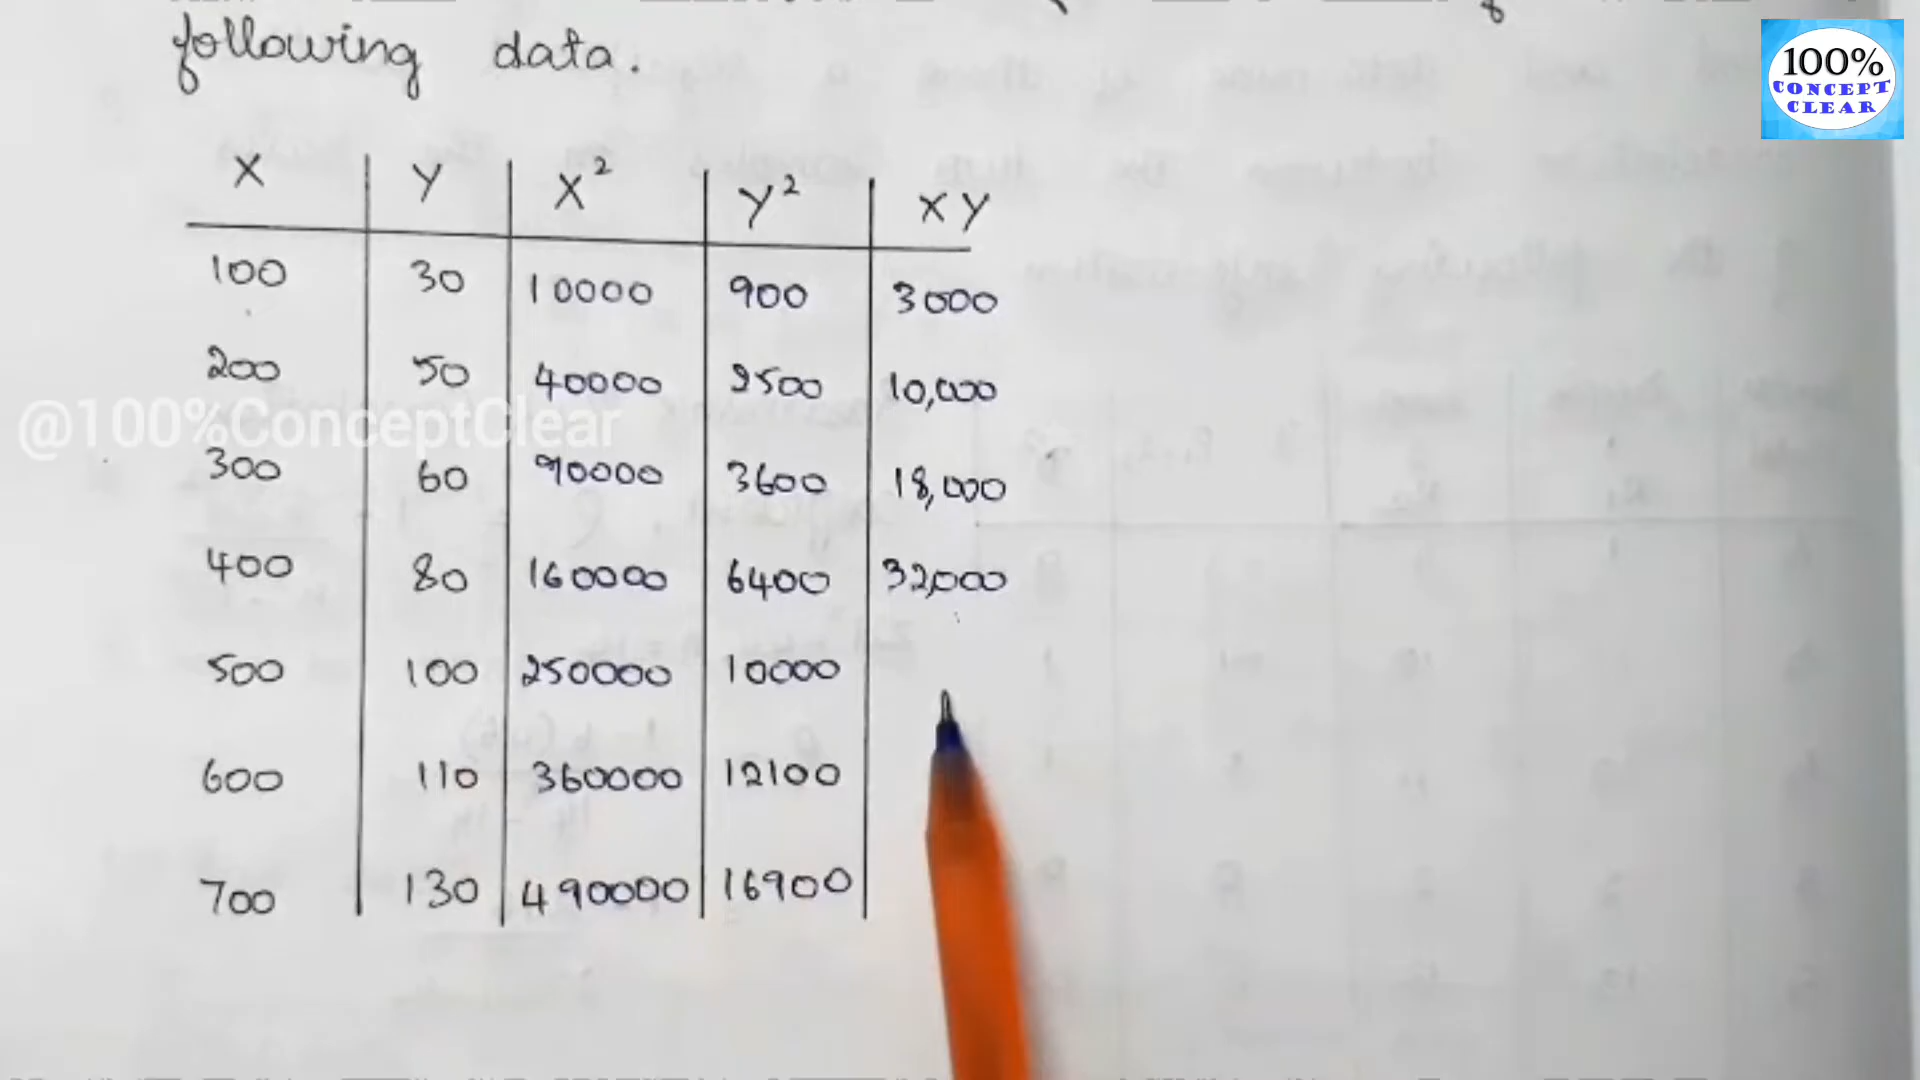 following data.
100%
CONCEPT
CLEAR
X Y X² Y² XY
100 30 10000 900 3000
200 50 40000 2500 10,000
@100%ConceptClear
300 60 90000 3600 18,000
400 80 160000 6400 32,000
500 100 250000 10000
600 110 360000 12100
700 130 490000 16900